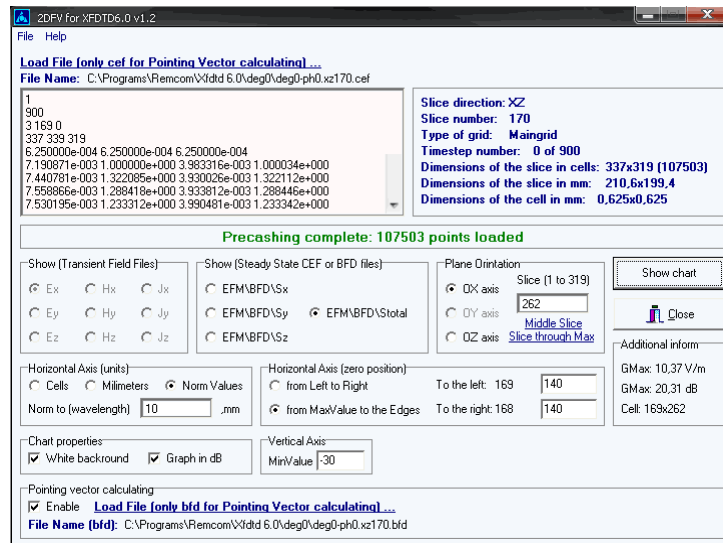 2DFV for XFDTD6.0 v1.2
File Help
Load File (only cef for Pointing Vector calculating) ...
File Name: C:\Programs\Remcom\Xfdtd 6.0\deg0\deg0-ph0.xz170.cef
1
900
3 169 0
337 339 319
6.250000e-004 6.250000e-004 6.250000e-004
7.190871e-003 1.000000e+000 3.983316e-003 1.000034e+000
7.440781e-003 1.322085e+000 3.930026e-003 1.322112e+000
7.558866e-003 1.288418e+000 3.933812e-003 1.288446e+000
7.530195e-003 1.233312e+000 3.990481e-003 1.233342e+000
Slice direction: XZ
Slice number: 170
Type of grid: Maingrid
Timestep number: 0 of 900
Dimensions of the slice in cells: 337x319 (107503)
Dimensions of the slice in mm: 210,6x199,4
Dimensions of the cell in mm: 0,625x0,625
Precashing complete: 107503 points loaded
Show (Transient Field Files)
Ex Hx Jx
Ey Hy Jy
Ez Hz Jz
Show (Steady State CEF or BFD files)
EFM\BFD\Sx
EFM\BFD\Sy EFM\BFD\Stotal
EFM\BFD\Sz
Plane Orintation
OX axis Slice (1 to 319)
OY axis 262
Middle Slice
OZ axis Slice through Max
Show chart
Close
Horizontal Axis (units)
Cells Milimeters Norm Values
Norm to (wavelength) 10 ,mm
Horizontal Axis (zero position)
from Left to Right To the left: 169 140
from MaxValue to the Edges To the right: 168 140
Additional inform
GMax: 10,37 V/m
GMax: 20,31 dB
Cell: 169x262
Chart properties
White backround Graph in dB
Vertical Axis
MinValue -30
Pointing vector calculating
Enable Load File (only bfd for Pointing Vector calculating) ...
File Name (bfd): C:\Programs\Remcom\Xfdtd 6.0\deg0\deg0-ph0.xz170.bfd